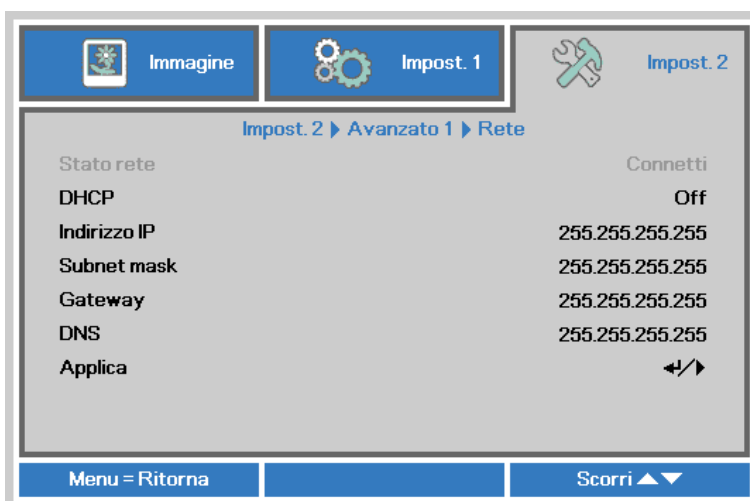 Immagine
Impost. 1
Impost. 2
Impost. 2 ▶ Avanzato 1 ▶ Rete
Stato rete Connetti
DHCP Off
Indirizzo IP 255.255.255.255
Subnet mask 255.255.255.255
Gateway 255.255.255.255
DNS 255.255.255.255
Applica ↵/▶
Menu = Ritorna
Scorri ▲▼